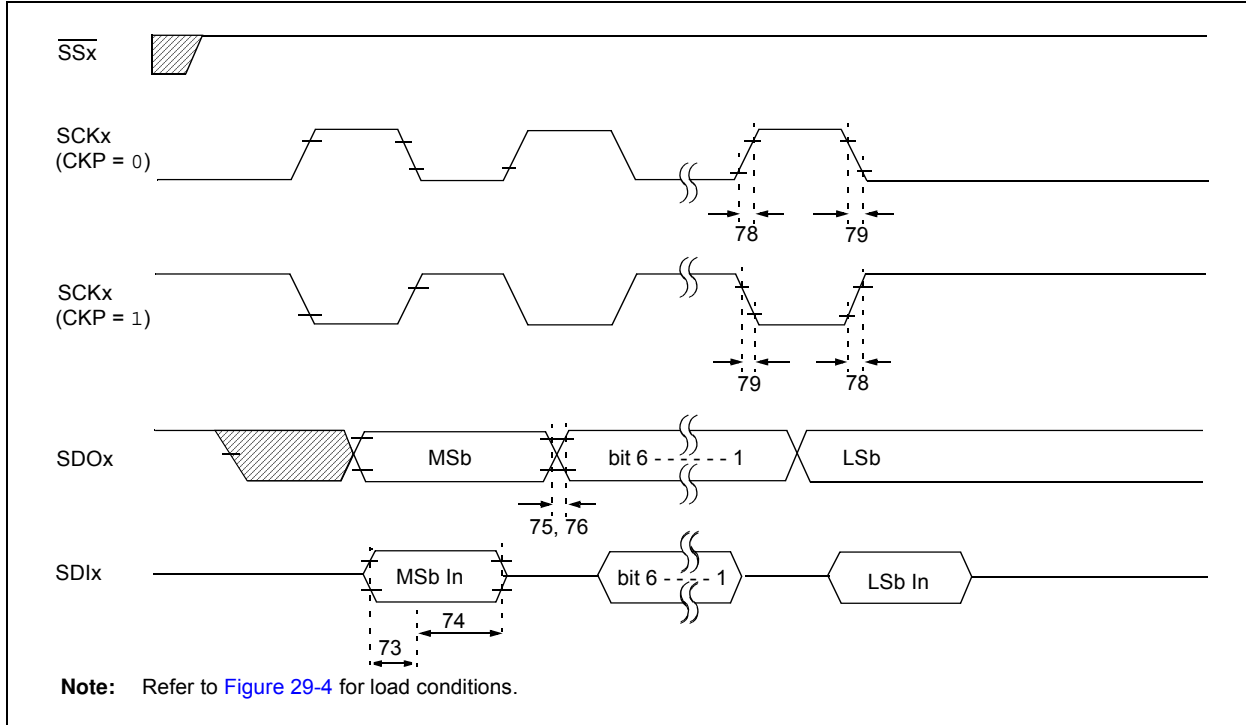 SSx
SCKx
(CKP = 0)
78
79
SCKx
(CKP = 1)
79
78
SDOx
MSb
bit 6 - - - - - - 1
LSb
75, 76
SDIx
MSb In
bit 6 - - - - 1
LSb In
74
73
Note: Refer to Figure 29-4 for load conditions.